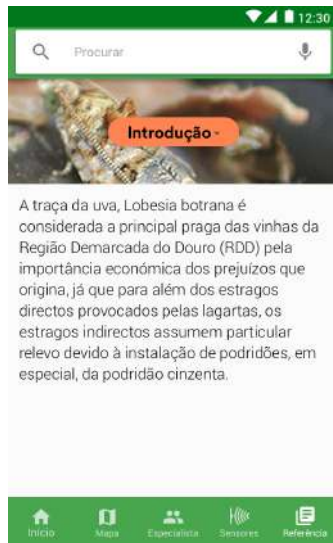 12:30
Procurar
Introdução -
A traça da uva, Lobesia botrana é
considerada a principal praga das vinhas da
Região Demarcada do Douro (RDD) pela
importância económica dos prejuízos que
origina, já que para além dos estragos
directos provocados pelas lagartas, os
estragos indirectos assumem particular
relevo devido à instalação de podridões, em
especial, da podridão cinzenta.
Início Mapa Especialista Sensores Referência